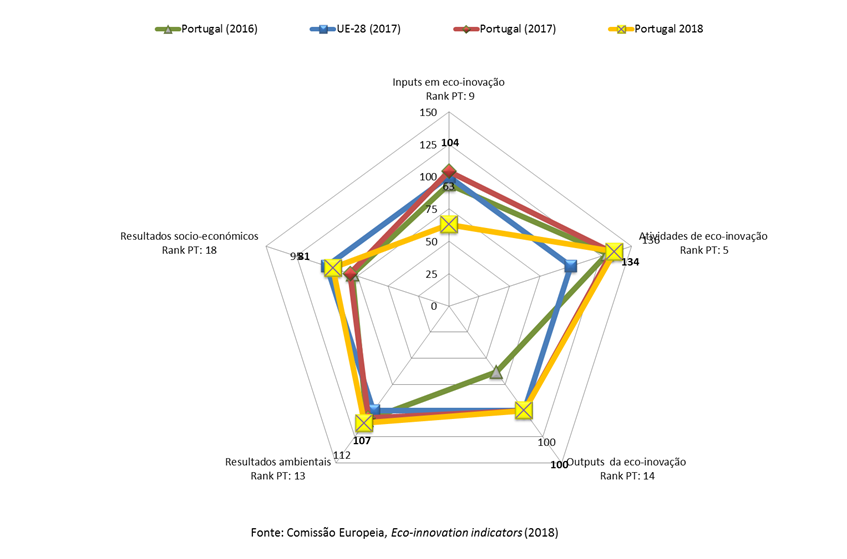 Portugal (2016) UE-28 (2017) Portugal (2017) Portugal 2018
Inputs em eco-inovação
Rank PT: 9
150
125
104
100
63
75
50
25
0
Atividades de eco-inovação
Rank PT: 5
136
134
Resultados socio-económicos
Rank PT: 18
95
81
100
100
Outputs da eco-inovação
Rank PT: 14
107
112
Resultados ambientais
Rank PT: 13
Fonte: Comissão Europeia, Eco-innovation indicators (2018)